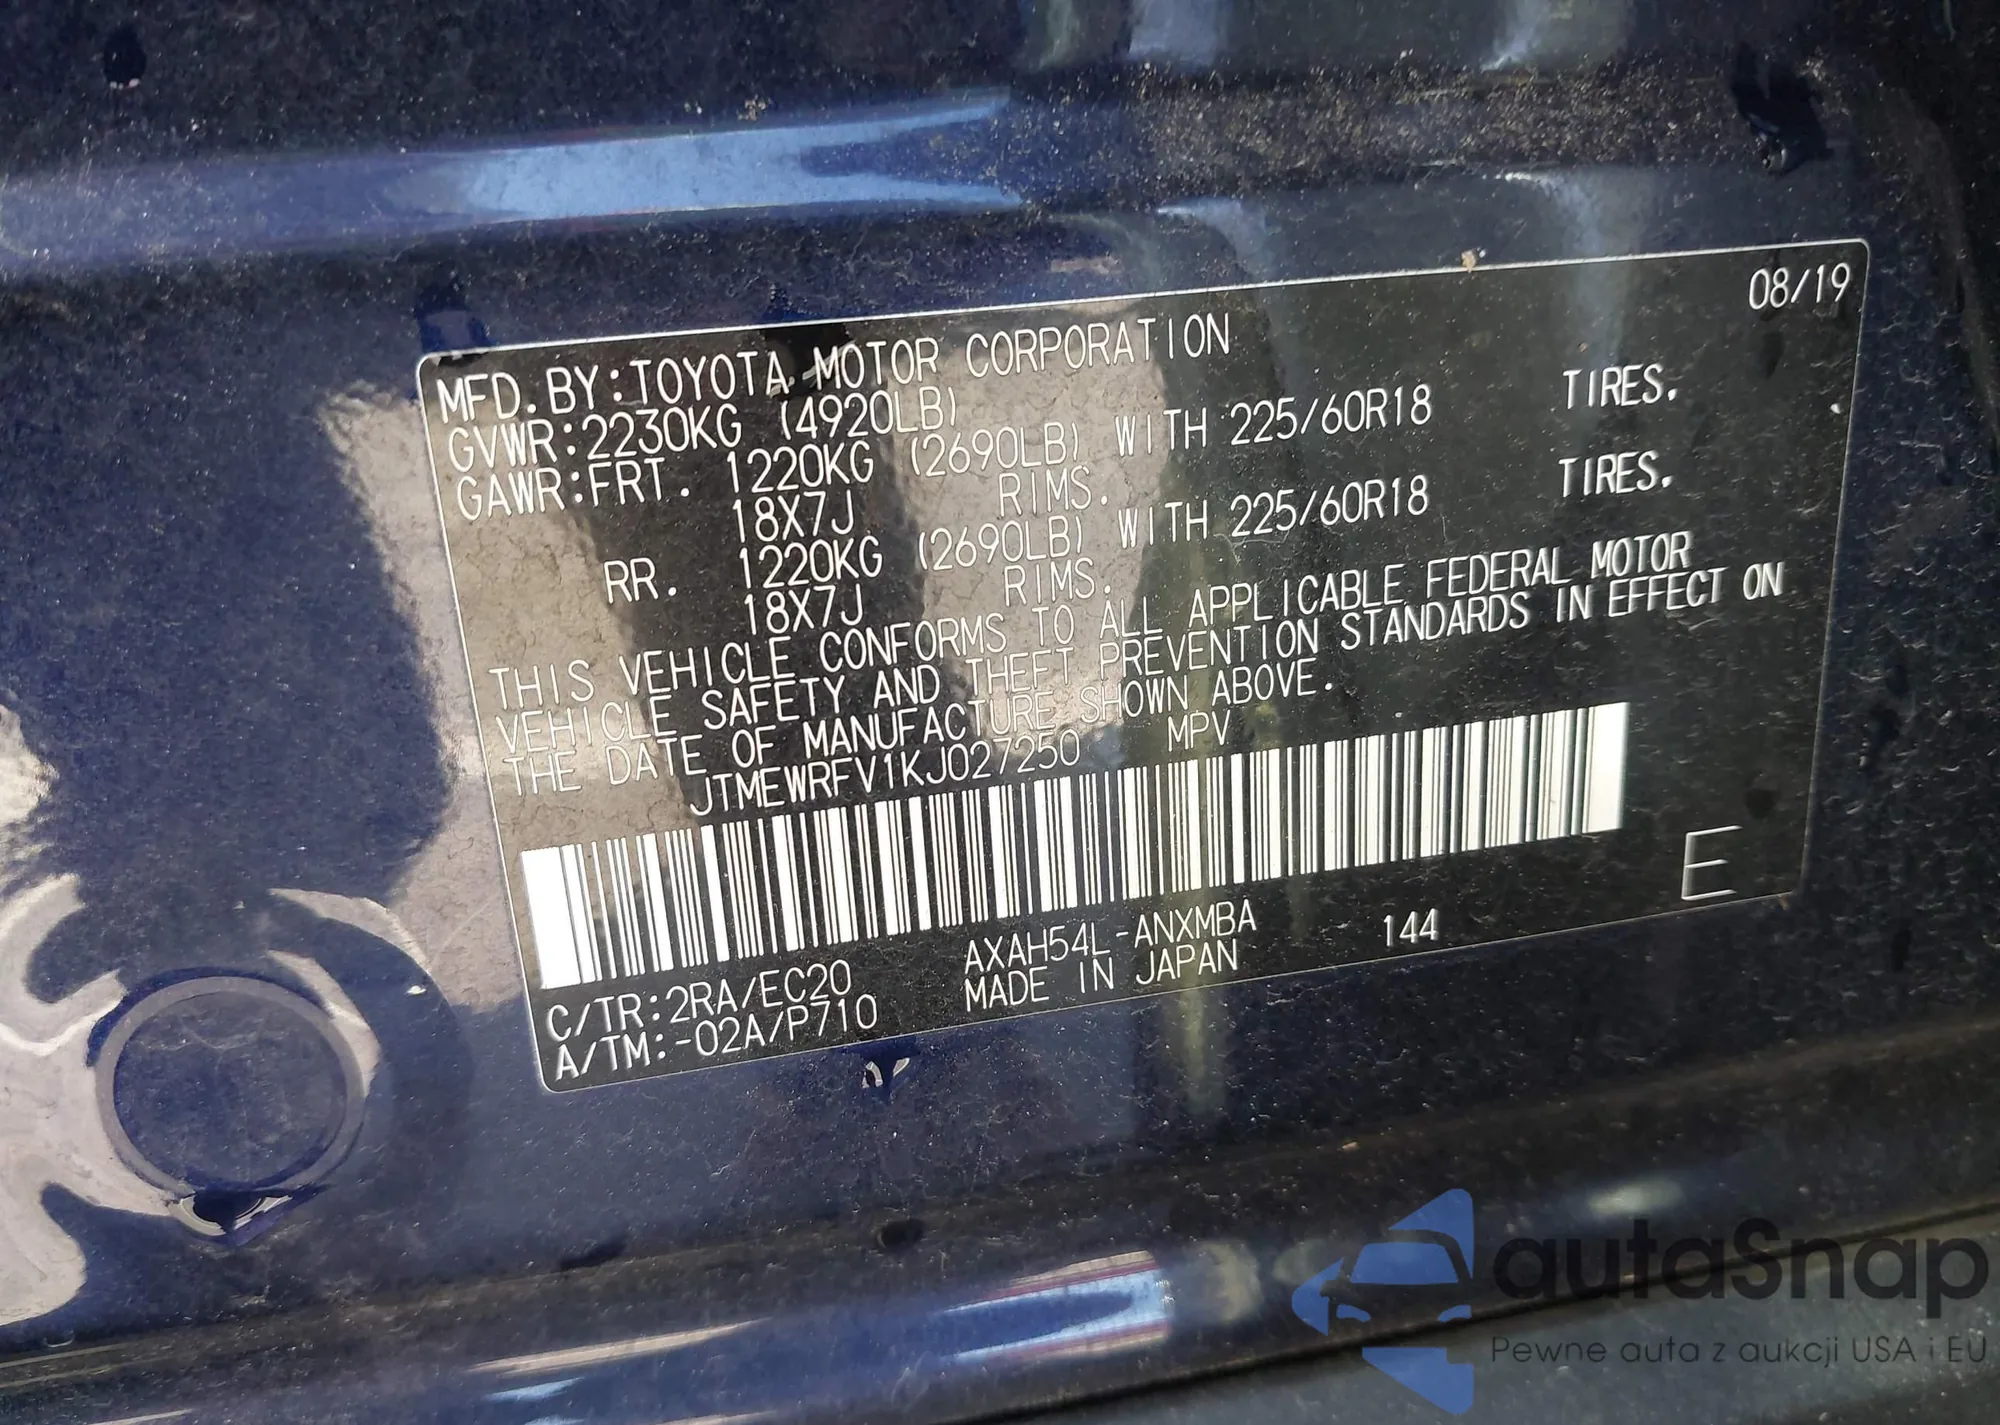 08/19
MFD.BY:TOYOTA MOTOR CORPORATION
GVWR:2230KG (4920LB)
GAWR:FRT. 1220KG (2690LB) WITH 225/60R18 TIRES.
18X7J RIMS.
RR. 1220KG (2690LB) WITH 225/60R18 TIRES.
18X7J RIMS.
THIS VEHICLE CONFORMS TO ALL APPLICABLE FEDERAL MOTOR
VEHICLE SAFETY AND THEFT PREVENTION STANDARDS IN EFFECT ON
THE DATE OF MANUFACTURE SHOWN ABOVE.
JTMEWRFV1KJ027250 MPV
E
C/TR:2RA/EC20 AXAH54L-ANXMBA 144
A/TM:-02A/P710 MADE IN JAPAN
autaSnap
Pewne auta z aukcji USA i EU